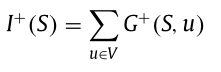 I⁺(S) = ∑_{u∈V} G⁺(S, u)